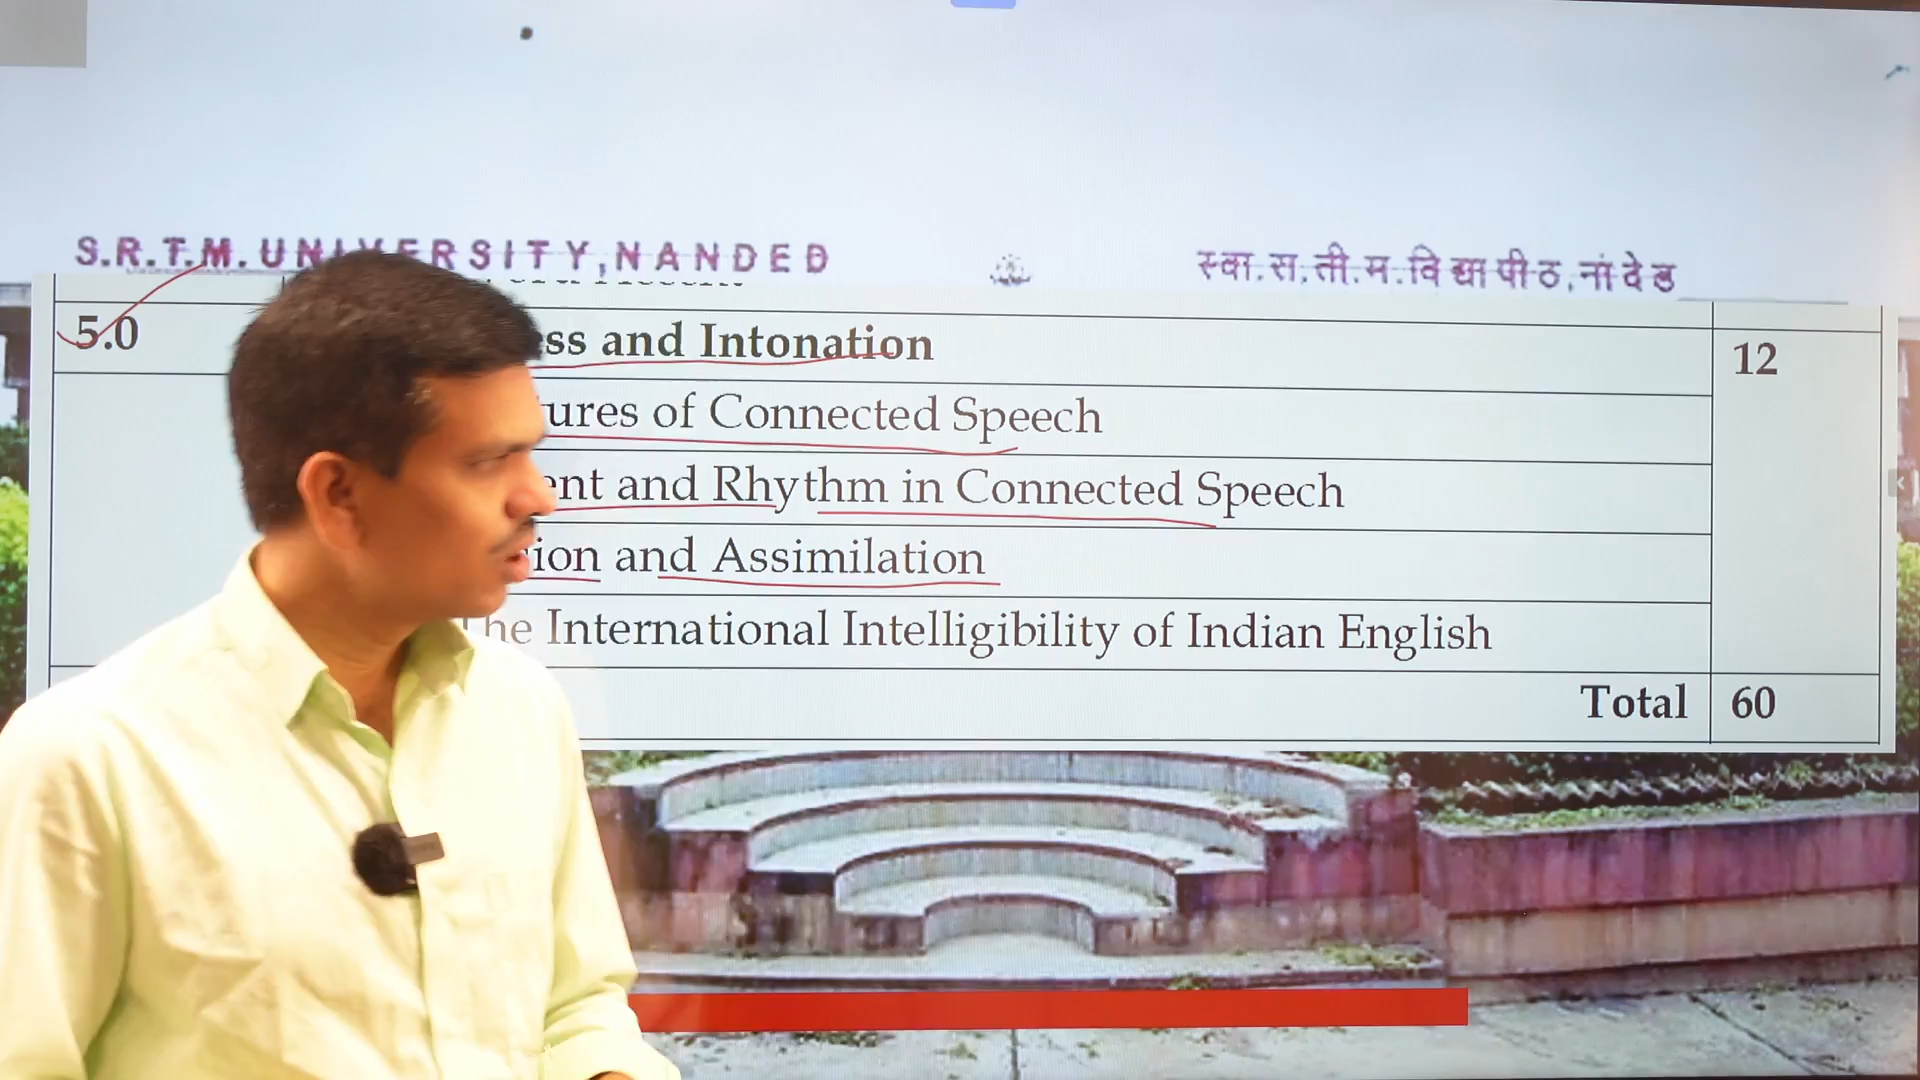 S.R.T.M. UNIVERSITY, NANDED
स्वा.स.ती.म.विद्यापीठ,नांदेड
5.0 ss and Intonation 12
ures of Connected Speech
ent and Rhythm in Connected Speech
ion and Assimilation
The International Intelligibility of Indian English
Total 60